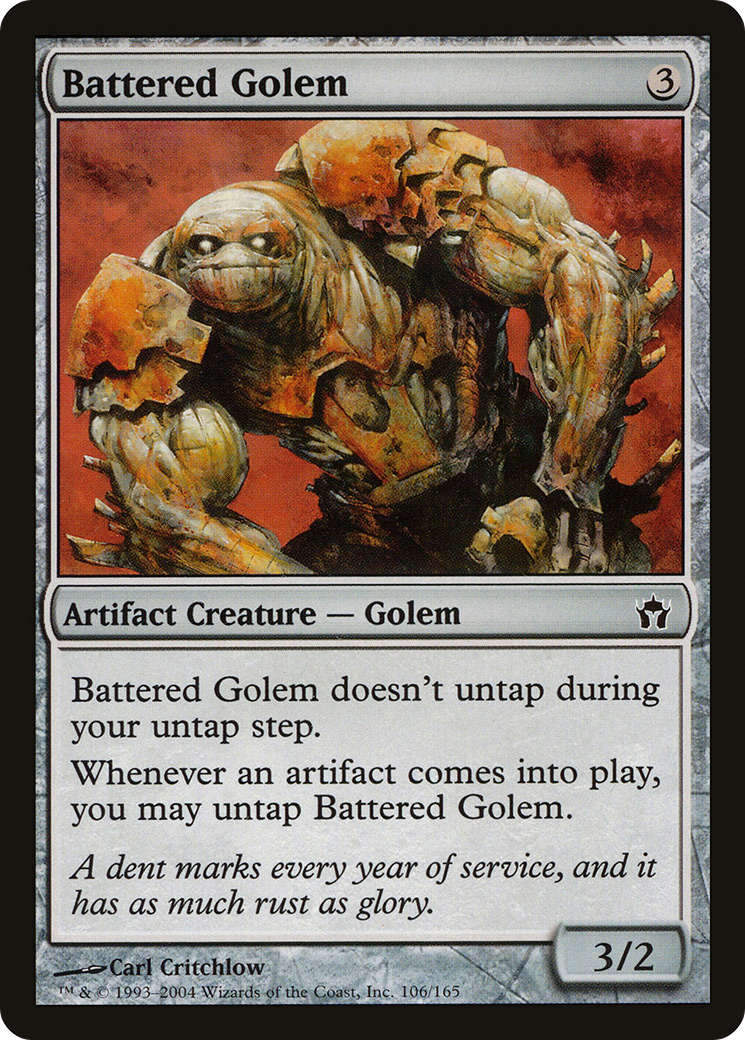 Battered Golem
3
Artifact Creature — Golem
Battered Golem doesn't untap during
your untap step.
Whenever an artifact comes into play,
you may untap Battered Golem.
A dent marks every year of service, and it
has as much rust as glory.
3/2
Carl Critchlow
™ & © 1993–2004 Wizards of the Coast, Inc. 106/165